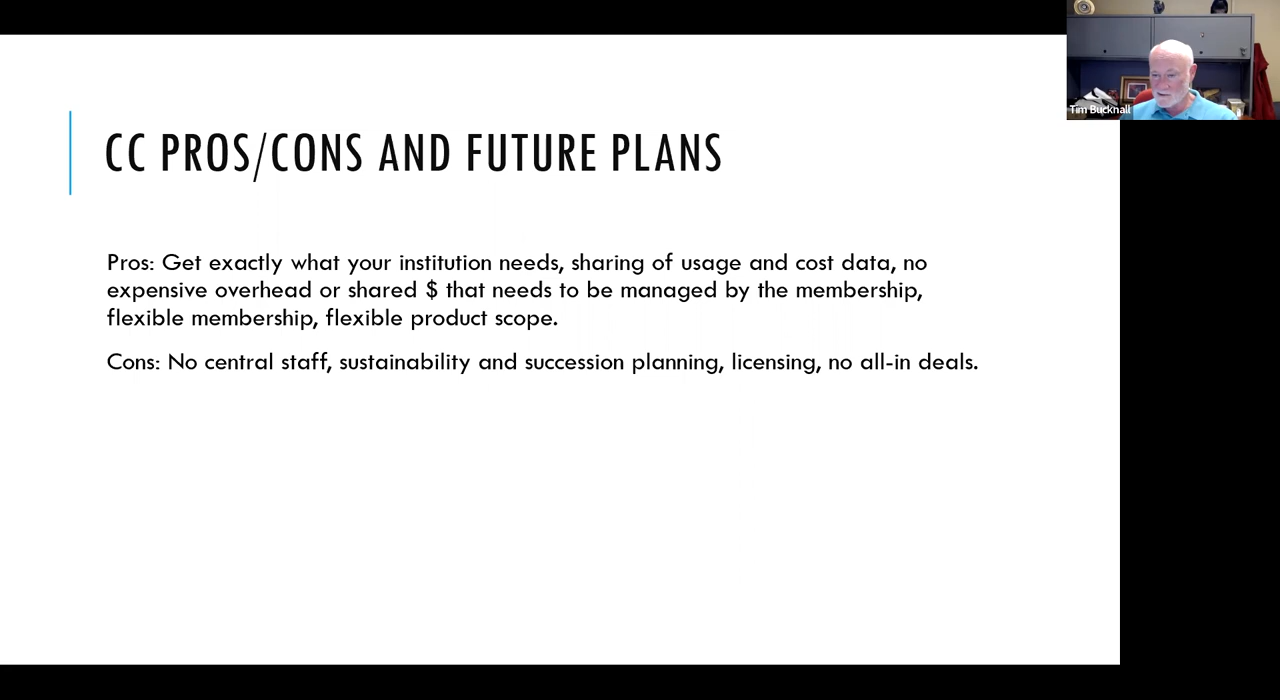 CC PROS/CONS AND FUTURE PLANS
Pros: Get exactly what your institution needs, sharing of usage and cost data, no
expensive overhead or shared $ that needs to be managed by the membership,
flexible membership, flexible product scope.
Cons: No central staff, sustainability and succession planning, licensing, no all-in deals.
Tim Bucknall